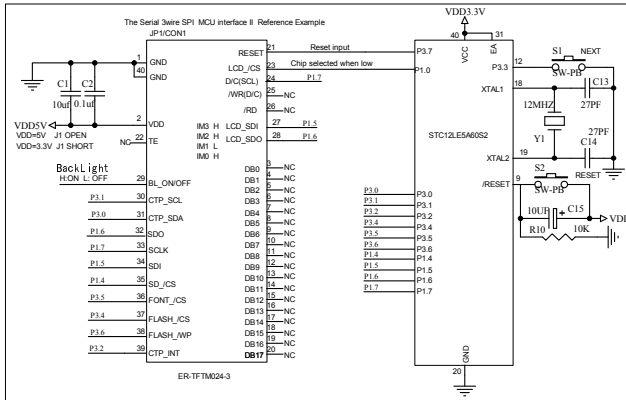 The Serial 3wire SPI MCU interface II Reference Example
JP1/CON1
1 GND
40 GND
C1 C2
10uf 0.1uf
VDD5V
VDD=5V J1 OPEN
VDD=3.3V J1 SHORT
2 VDD
NC 22 TE
BackLight
H:ON L: OFF
29 BL_ON/OFF
P3.1 30 CTP_SCL
P3.0 31 CTP_SDA
P1.6 32 SDO
P1.7 33 SCLK
P1.5 34 SDI
P1.4 35 SD_/CS
P3.5 36 FONT_/CS
P3.4 37 FLASH_/CS
P3.6 38 FLASH_/WP
P3.2 39 CTP_INT
IM3 H
IM2 H
IM1 L
IM0 H
RESET 21 Reset input
LCD_/CS 23 Chip selected when low
D/C(SCL) 24 P1.7
/WR(D/C) 25 NC
/RD 26 NC
LCD_SDI 27 P1.5
LCD_SDO 28 P1.6
DB0 3 NC
DB1 4 NC
DB2 5 NC
DB3 6 NC
DB4 7 NC
DB5 8 NC
DB6 9 NC
DB7 10 NC
DB8 11 NC
DB9 12 NC
DB10 13 NC
DB11 14 NC
DB12 15 NC
DB13 16 NC
DB14 17 NC
DB15 18 NC
DB16 19 NC
DB17 20 NC
ER-TFTM024-3
VDD3.3V
40 31
VCC EA
P3.7
P1.0
STC12LE5A60S2
P3.0 P3.0
P3.1 P3.1
P3.2 P3.2
P3.4 P3.4
P3.5 P3.5
P3.6 P3.6
P1.4 P1.4
P1.5 P1.5
P1.6 P1.6
P1.7 P1.7
GND
20
P3.3 12
XTAL1 18
XTAL2 19
/RESET 9
S1 NEXT
SW-PB
C13
27PF
12MHZ
Y1
27PF
C14
RESET
S2
SW-PB
10UF + C15
R10 10K